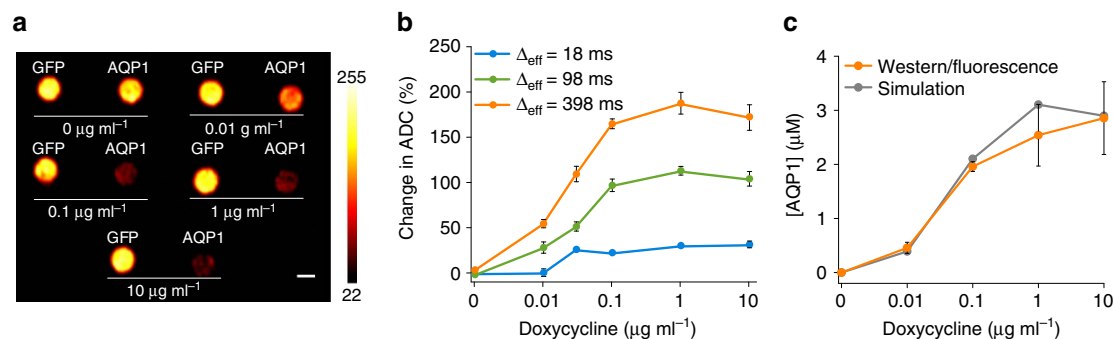 a
GFP AQP1 GFP AQP1
0 μg ml⁻¹ 0.01 g ml⁻¹
GFP AQP1 GFP AQP1
0.1 μg ml⁻¹ 1 μg ml⁻¹
GFP AQP1
10 μg ml⁻¹
255
22
b
Change in ADC (%)
250
200
150
100
50
0
Δeff = 18 ms
Δeff = 98 ms
Δeff = 398 ms
0 0.01 0.1 1 10
Doxycycline (μg ml⁻¹)
c
[AQP1] (μM)
4
3
2
1
0
Western/fluorescence
Simulation
0 0.01 0.1 1 10
Doxycycline (μg ml⁻¹)